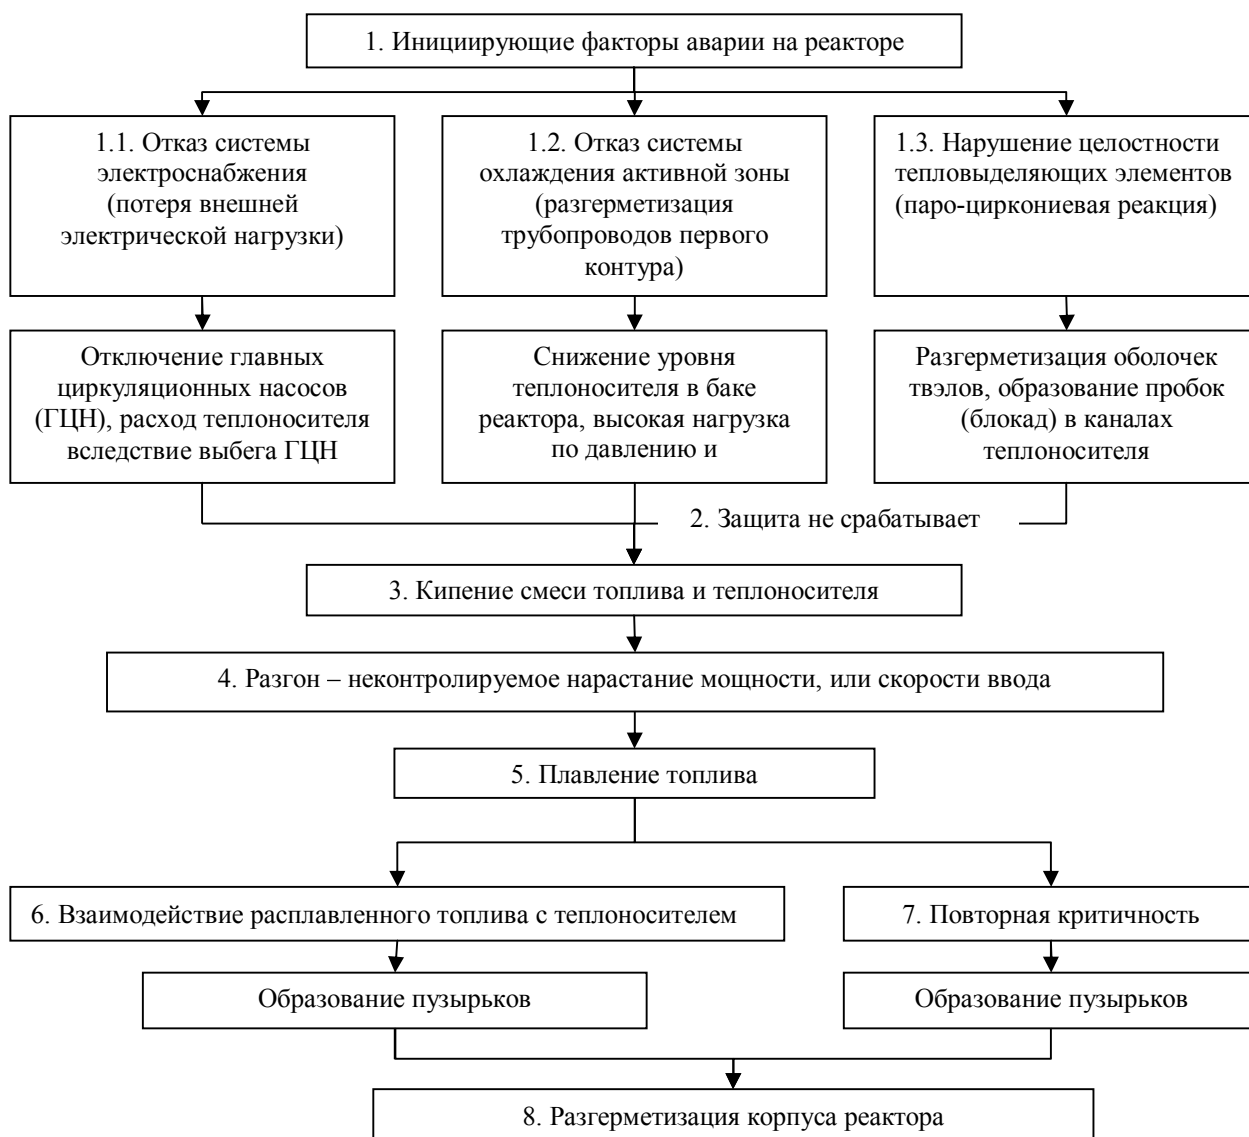 1. Инициирующие факторы аварии на реакторе
1.1. Отказ системы
электроснабжения
(потеря внешней
электрической нагрузки)
1.2. Отказ системы
охлаждения активной зоны
(разгерметизация
трубопроводов первого
контура)
1.3. Нарушение целостности
тепловыделяющих элементов
(паро-циркониевая реакция)
Отключение главных
циркуляционных насосов
(ГЦН), расход теплоносителя
вследствие выбега ГЦН
Снижение уровня
теплоносителя в баке
реактора, высокая нагрузка
по давлению и
Разгерметизация оболочек
твэлов, образование пробок
(блокад) в каналах
теплоносителя
2. Защита не срабатывает
3. Кипение смеси топлива и теплоносителя
4. Разгон – неконтролируемое нарастание мощности, или скорости ввода
5. Плавление топлива
6. Взаимодействие расплавленного топлива с теплоносителем
7. Повторная критичность
Образование пузырьков
Образование пузырьков
8. Разгерметизация корпуса реактора